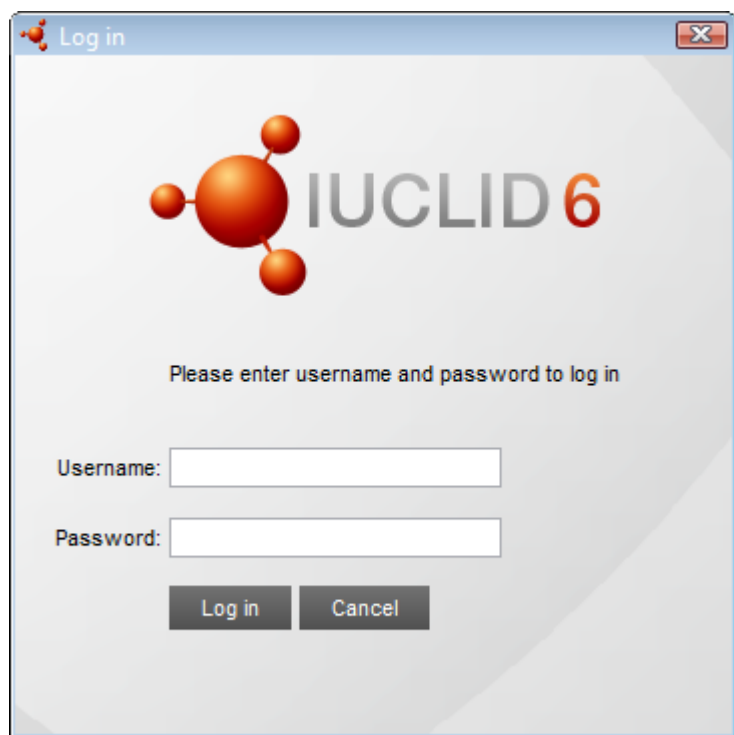 Log in
IUCLID 6
Please enter username and password to log in
Username:
Password:
Log in Cancel